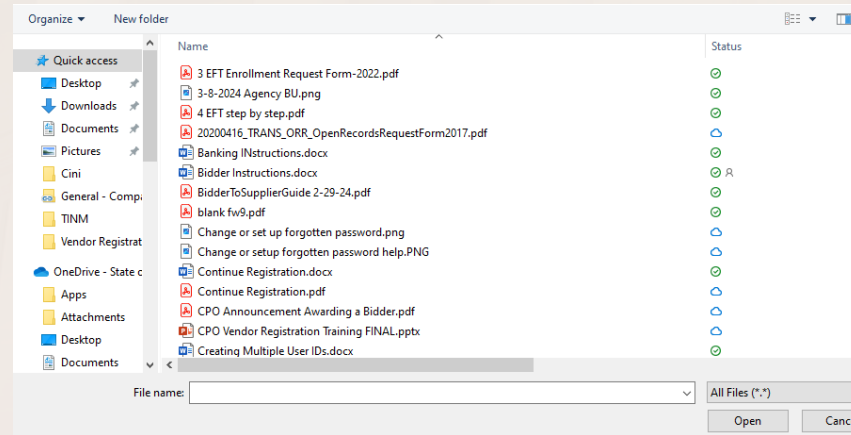 Organize New folder
Name Status
Quick access
Desktop
Downloads
Documents
Pictures
Cini
General - Compa
TINM
Vendor Registrat
OneDrive - State c
Apps
Attachments
Desktop
Documents
3 EFT Enrollment Request Form-2022.pdf
3-8-2024 Agency BU.png
4 EFT step by step.pdf
20200416_TRANS_ORR_OpenRecordsRequestForm2017.pdf
Banking INstructions.docx
Bidder Instructions.docx
BidderToSupplierGuide 2-29-24.pdf
blank fw9.pdf
Change or set up forgotten password.png
Change or setup forgotten password help.PNG
Continue Registration.docx
Continue Registration.pdf
CPO Announcement Awarding a Bidder.pdf
CPO Vendor Registration Training FINAL.pptx
Creating Multiple User IDs.docx
File name: All Files (*.*)
Open Canc